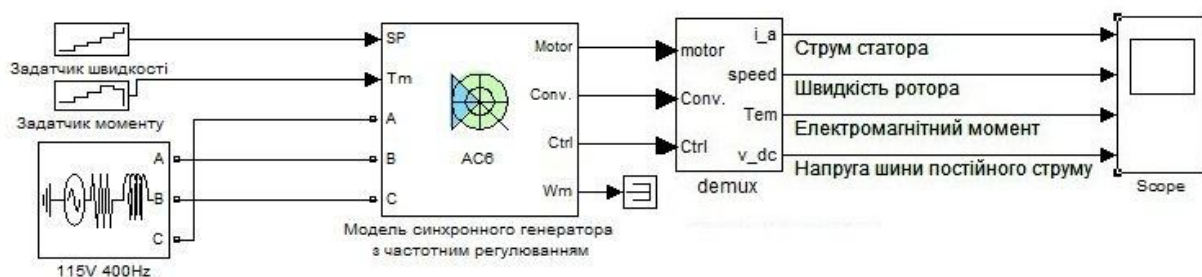 Задатчик швидкості
Задатчик моменту
A
B
C
115V 400Hz
SP
Tm
A
B
C
Motor
Conv.
Ctrl
Wm
AC6
Модель синхронного генератора
з частотним регулюванням
motor
Conv.
Ctrl
i_a
speed
Tem
v_dc
demux
Струм статора
Швидкість ротора
Електромагнітний момент
Напруга шини постійного струму
Scope